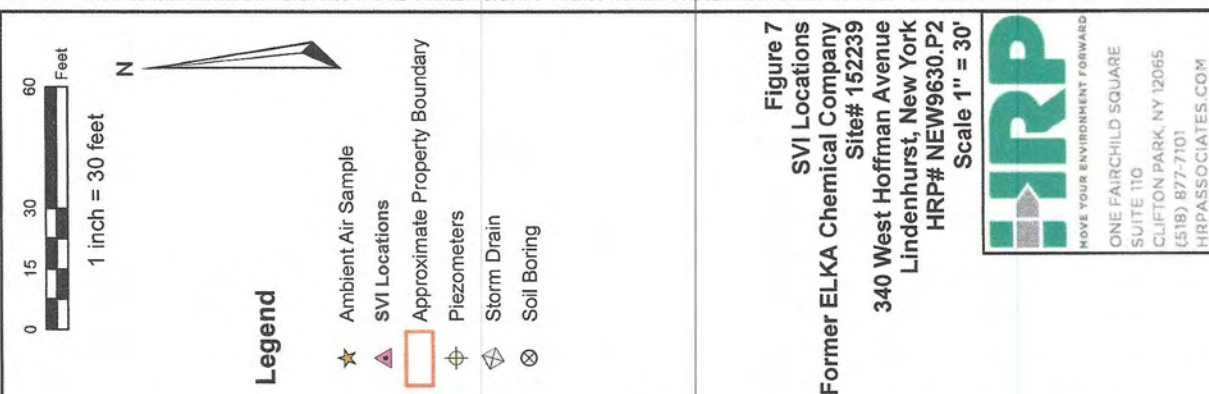 0 15 30 60
Feet
1 inch = 30 feet
N
Legend
Ambient Air Sample
SVI Locations
Approximate Property Boundary
Piezometers
Storm Drain
Soil Boring
Figure 7
SVI Locations
Former ELKA Chemical Company
Site# 152239
340 West Hoffman Avenue
Lindenhurst, New York
HRP# NEW9630.P2
Scale 1" = 30'
HRP
MOVE YOUR ENVIRONMENT FORWARD
ONE FAIRCHILD SQUARE
SUITE 110
CLIFTON PARK, NY 12065
(518) 877-7101
HRPASSOCIATES.COM